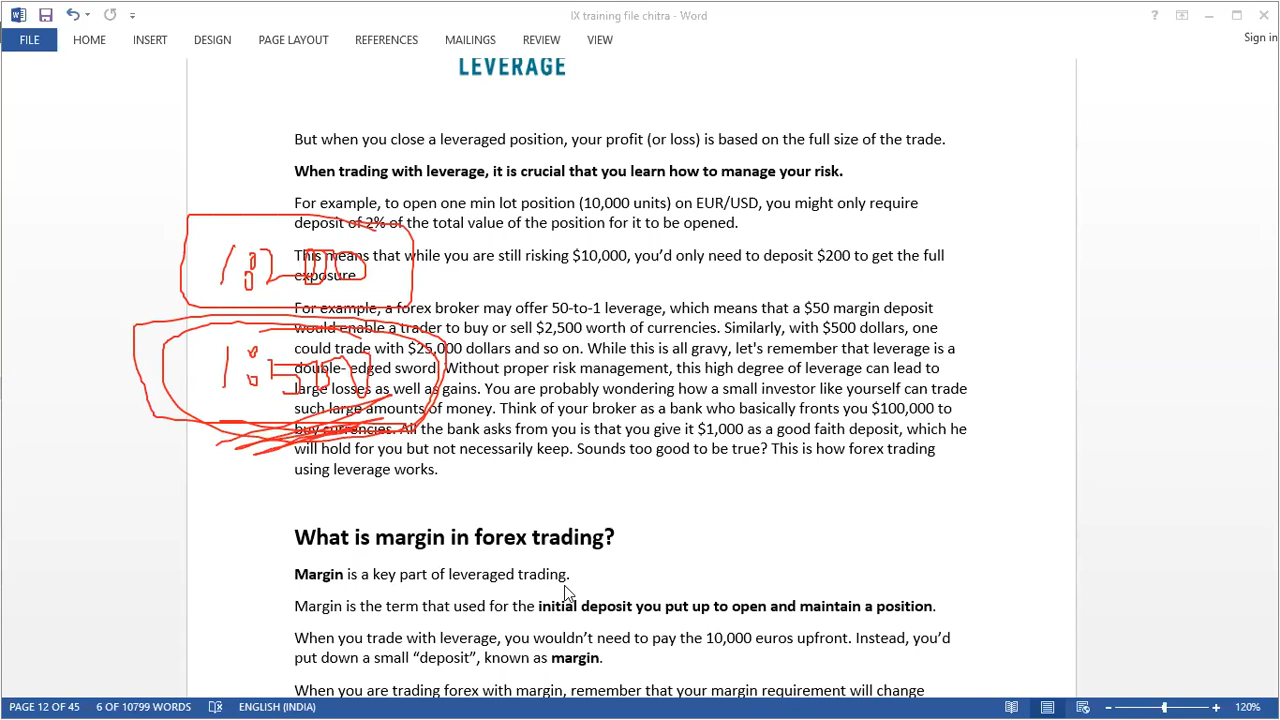 IX training file chitra - Word
FILE HOME INSERT DESIGN PAGE LAYOUT REFERENCES MAILINGS REVIEW VIEW Sign in
LEVERAGE
But when you close a leveraged position, your profit (or loss) is based on the full size of the trade.
When trading with leverage, it is crucial that you learn how to manage your risk.
For example, to open one min lot position (10,000 units) on EUR/USD, you might only require
deposit of 2% of the total value of the position for it to be opened.
1:200
This means that while you are still risking $10,000, you’d only need to deposit $200 to get the full
exposure.
For example, a forex broker may offer 50-to-1 leverage, which means that a $50 margin deposit
would enable a trader to buy or sell $2,500 worth of currencies. Similarly, with $500 dollars, one
could trade with $25,000 dollars and so on. While this is all gravy, let's remember that leverage is a
1:500
double- edged sword. Without proper risk management, this high degree of leverage can lead to
large losses as well as gains. You are probably wondering how a small investor like yourself can trade
such large amounts of money. Think of your broker as a bank who basically fronts you $100,000 to
buy currencies. All the bank asks from you is that you give it $1,000 as a good faith deposit, which he
will hold for you but not necessarily keep. Sounds too good to be true? This is how forex trading
using leverage works.
What is margin in forex trading?
Margin is a key part of leveraged trading.
Margin is the term that used for the initial deposit you put up to open and maintain a position.
When you trade with leverage, you wouldn’t need to pay the 10,000 euros upfront. Instead, you’d
put down a small “deposit”, known as margin.
When you are trading forex with margin, remember that your margin requirement will change
PAGE 12 OF 45 6 OF 10799 WORDS ENGLISH (INDIA) 120%